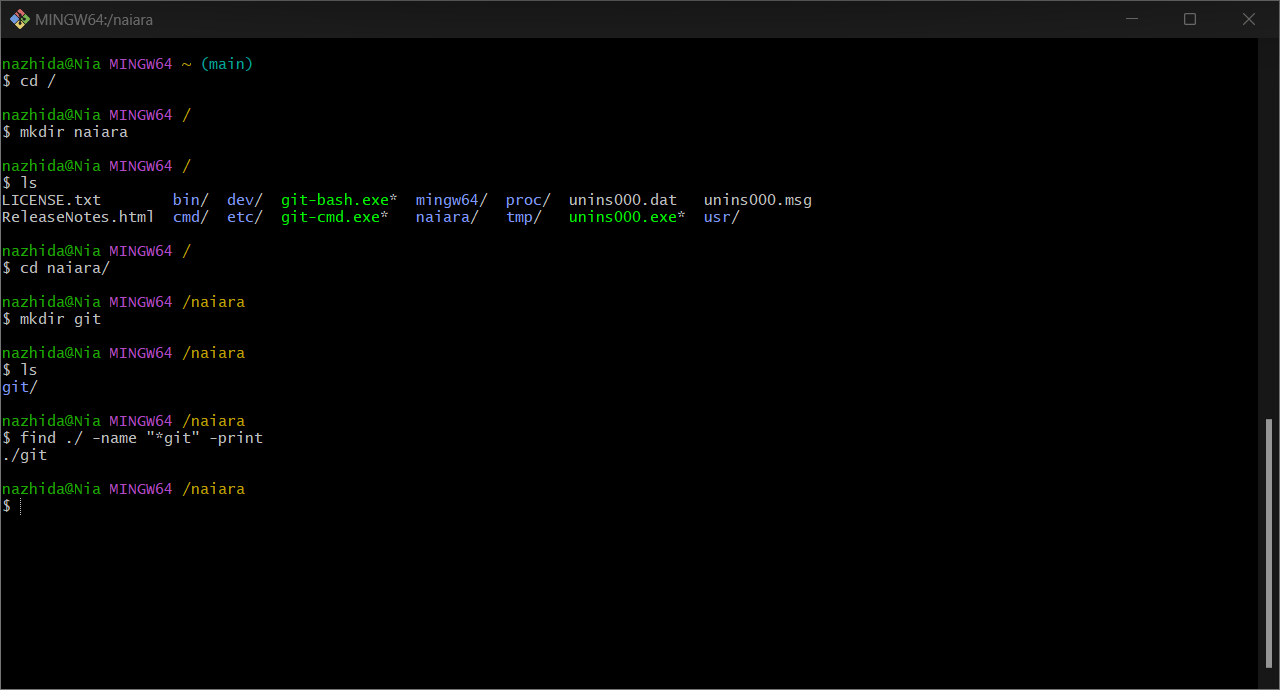 MINGW64:/naiara
nazhida@Nia MINGW64 ~ (main)
$ cd /
nazhida@Nia MINGW64 /
$ mkdir naiara
nazhida@Nia MINGW64 /
$ ls
LICENSE.txt        bin/  dev/  git-bash.exe*  mingw64/  proc/  unins000.dat   unins000.msg
ReleaseNotes.html  cmd/  etc/  git-cmd.exe*   naiara/   tmp/   unins000.exe*  usr/
nazhida@Nia MINGW64 /
$ cd naiara/
nazhida@Nia MINGW64 /naiara
$ mkdir git
nazhida@Nia MINGW64 /naiara
$ ls
git/
nazhida@Nia MINGW64 /naiara
$ find ./ -name "*git" -print
./git
nazhida@Nia MINGW64 /naiara
$